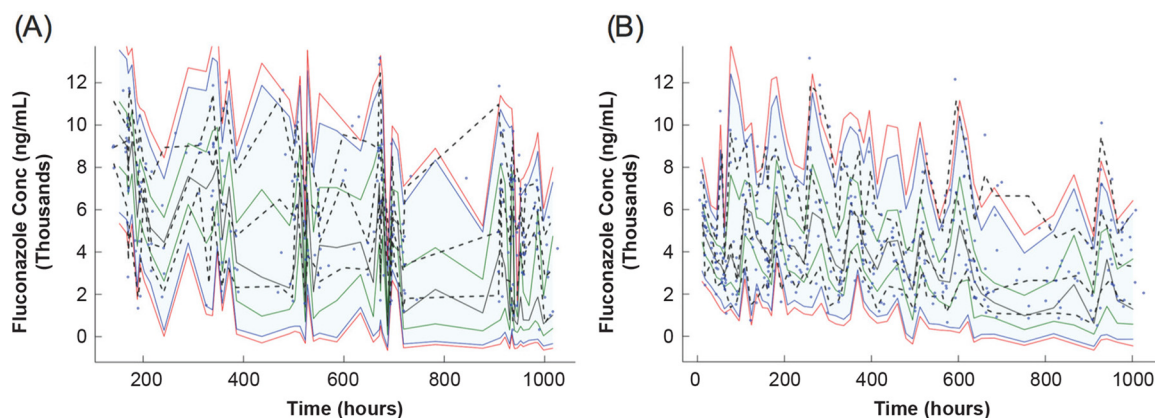 (A)
Fluconazole Conc (ng/mL)
(Thousands)
12
10
8
6
4
2
0
200 400 600 800 1000
Time (hours)
(B)
Fluconazole Conc (ng/mL)
(Thousands)
12
10
8
6
4
2
0
0 200 400 600 800 1000
Time (hours)